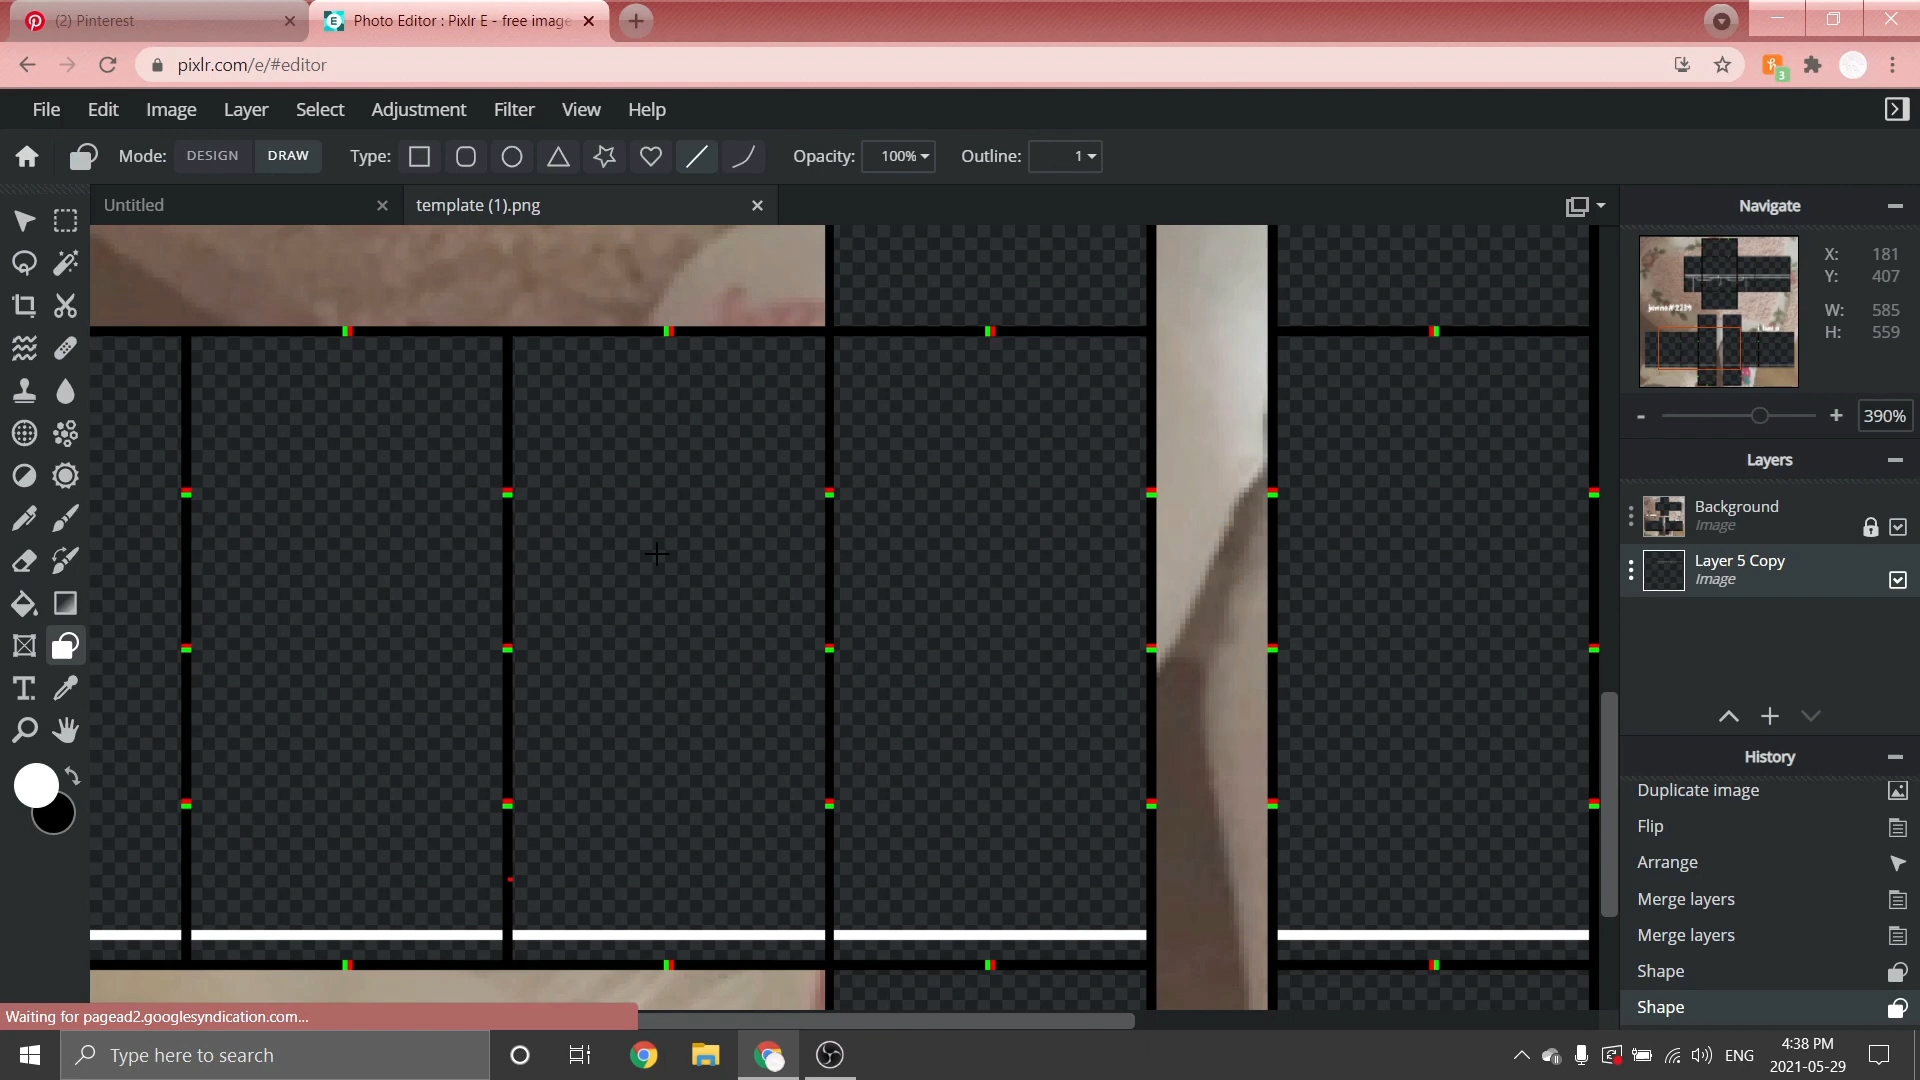 (2) Pinterest
Photo Editor : Pixlr E - free image
pixlr.com/e/#editor
3
File Edit Image Layer Select Adjustment Filter View Help
Mode: DESIGN DRAW Type: Opacity: 100% Outline: 1
Untitled
template (1).png
Navigate
X: 181
Y: 407
W: 585
H: 559
- + 390%
Layers
Background
Image
Layer 5 Copy
Image
History
Duplicate image
Flip
Arrange
Merge layers
Merge layers
Shape
Shape
Waiting for pagead2.googlesyndication.com...
Type here to search
ENG
4:38 PM
2021-05-29